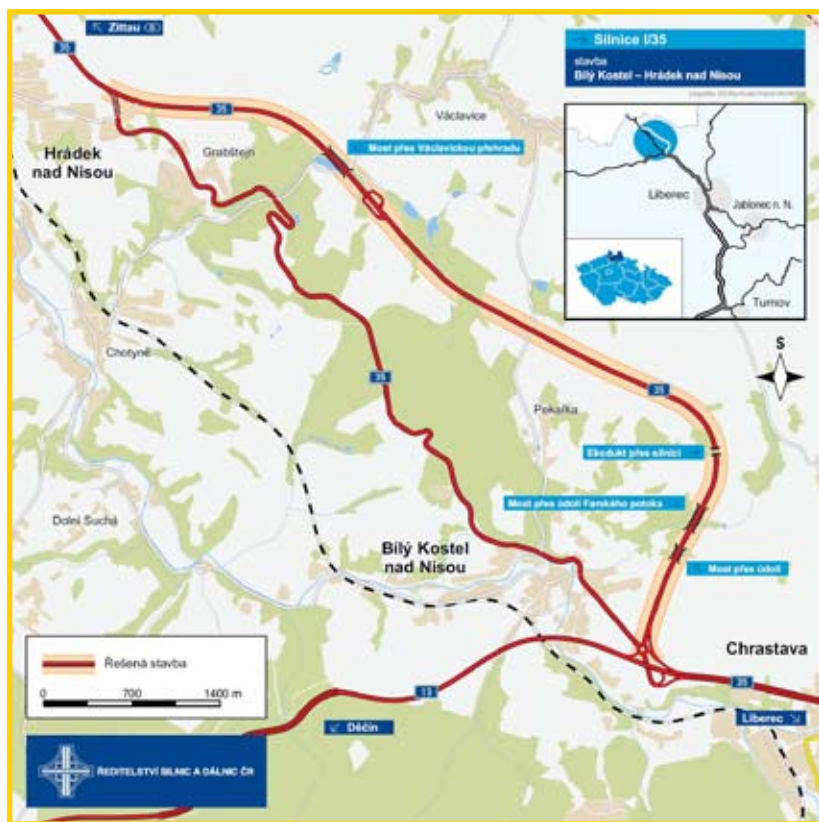 Zittau
35
Silnice I/35
stavba
Bílý Kostel – Hrádek nad Nisou
35
Václavice
Most přes Václavickou přehradu
Hrádek
nad Nisou
Grabštejn
Liberec
Jablonec n. N.
Turnov
S
Chotyně
35
35
Pekařka
Ekodukt přes silnici
Most přes údolí Farského potoka
Dolní Suchá
Bílý Kostel
nad Nisou
Most přes údolí
Řešená stavba
0 700 1400 m
Chrastava
35
13
Děčín
Liberec
ŘEDITELSTVÍ SILNIC A DÁLNIC ČR